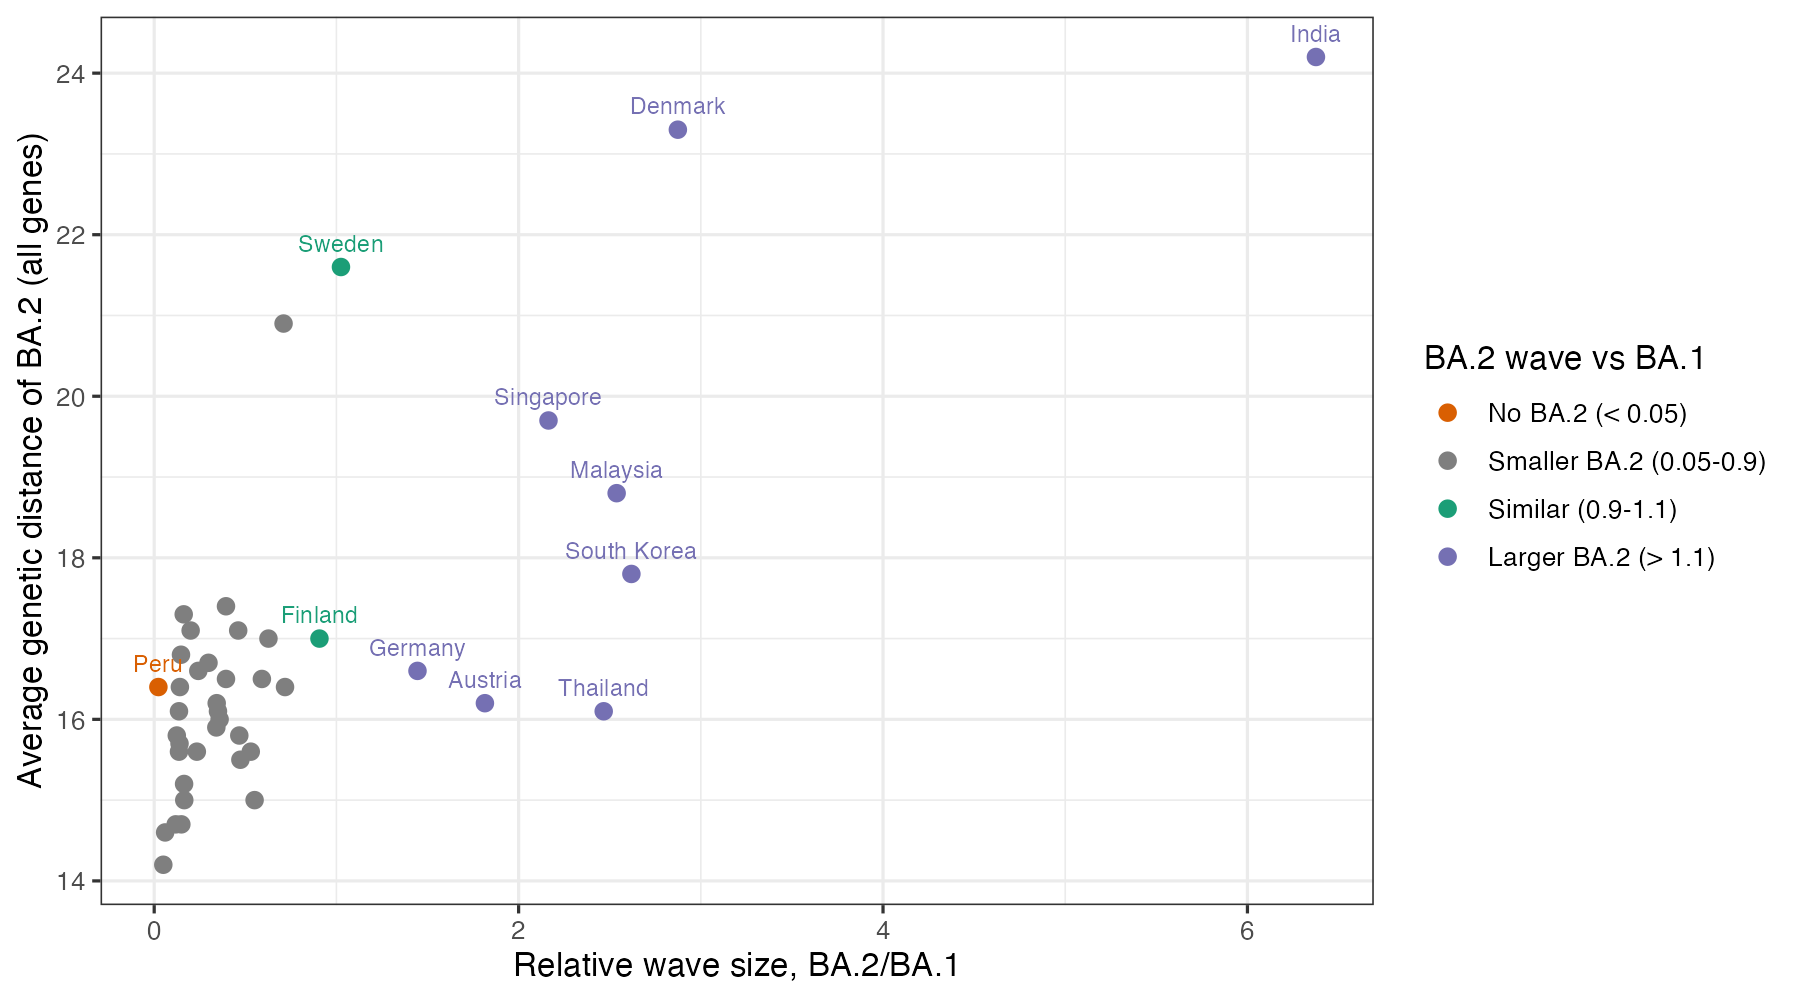 India
24
Denmark
22
Sweden
20
Singapore
Malaysia
18
South Korea
Finland
Germany
Peru
Austria
Thailand
16
14
0
2
4
6
Relative wave size, BA.2/BA.1
Average genetic distance of BA.2 (all genes)
BA.2 wave vs BA.1
No BA.2 (< 0.05)
Smaller BA.2 (0.05-0.9)
Similar (0.9-1.1)
Larger BA.2 (> 1.1)